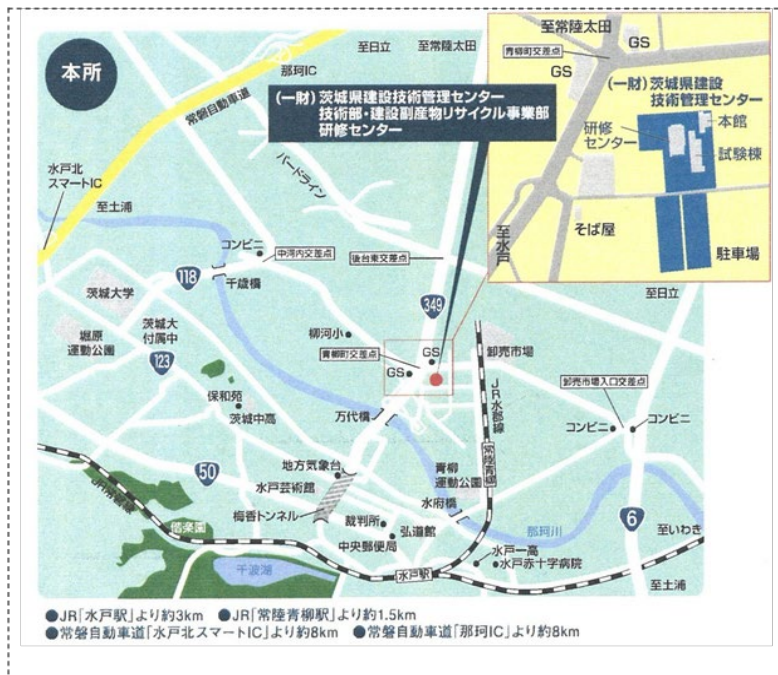 本所
至日立
至常陸太田
那珂IC
常磐自動車道
(一財)茨城県建設技術管理センター
技術部・建設副産物リサイクル事業部
研修センター
至常陸太田
GS
青柳町交差点
GS
(一財)茨城県建設
技術管理センター
本館
研修
センター
試験棟
そば屋
至水戸
駐車場
水戸北
スマートIC
バードライン
至土浦
コンビニ
中河内交差点
後台東交差点
118
千歳橋
茨城大学
349
至日立
堀原
運動公園
茨城大
付属中
123
柳河小
青柳町交差点
GS
GS
卸売市場
JR水郡線
卸売市場入口交差点
保和苑
茨城中高
万代橋
コンビニ
コンビニ
50
地方気象台
水戸芸術館
青柳
運動公園
常陸青柳
JR常磐線
梅香トンネル
水府橋
裁判所
弘道館
那珂川
6
至いわき
偕楽園
中央郵便局
千波湖
水戸駅
水戸一高
水戸赤十字病院
至土浦
●JR「水戸駅」より約3km ●JR「常陸青柳駅」より約1.5km
●常磐自動車道「水戸北スマートIC」より約8km ●常磐自動車道「那珂IC」より約8km